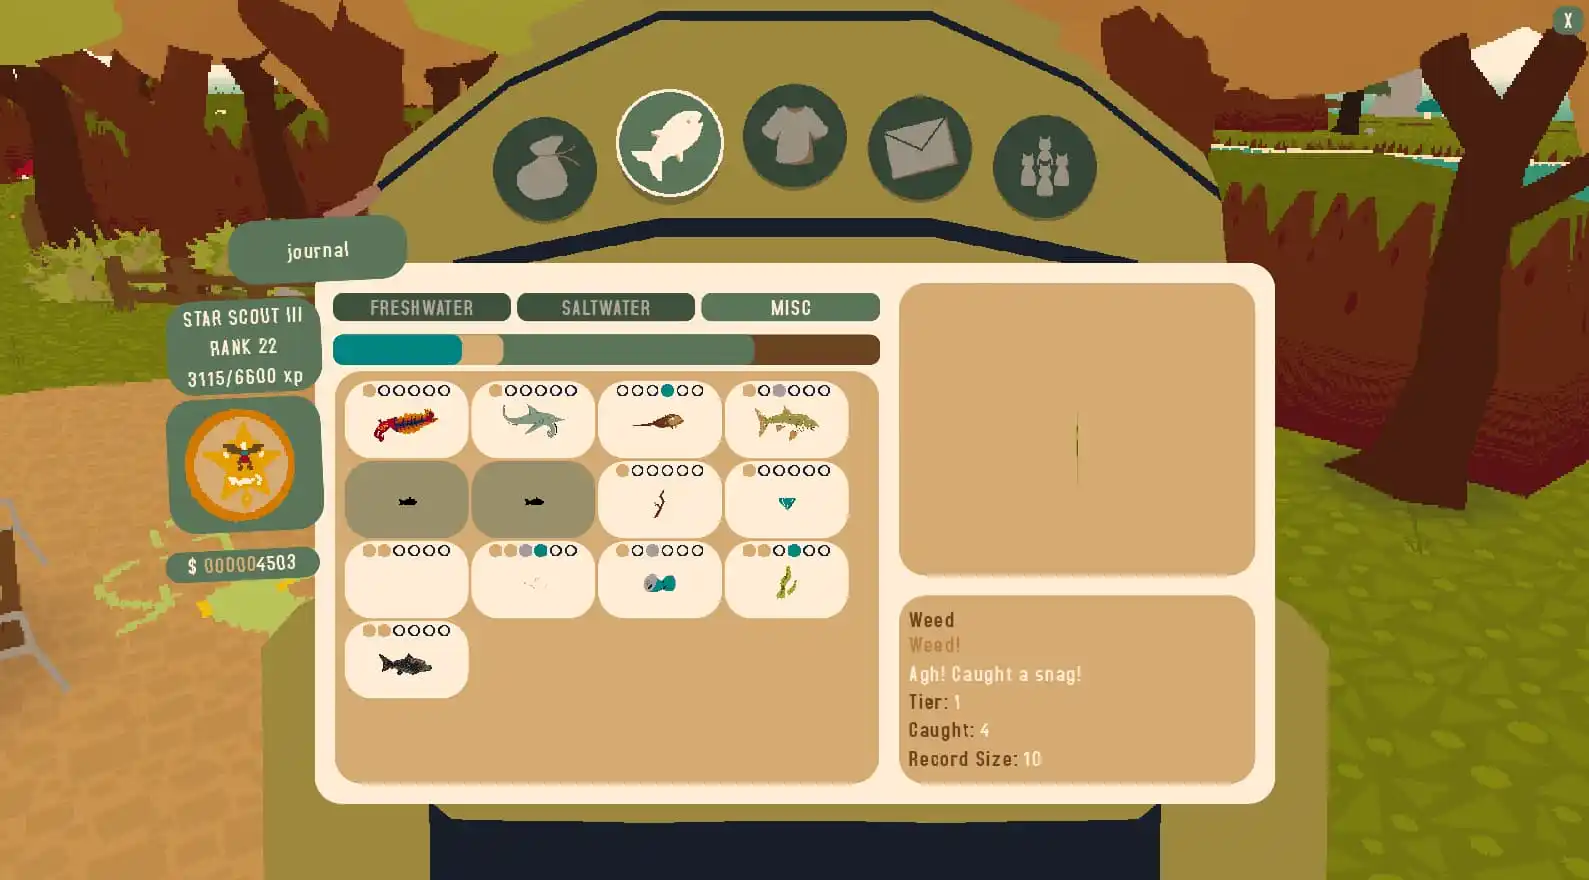 X
journal
STAR SCOUT III
RANK 22
3115/6600 xp
$ 000004503
FRESHWATER
SALTWATER
MISC
Weed
Weed!
Agh! Caught a snag!
Tier: 1
Caught: 4
Record Size: 10